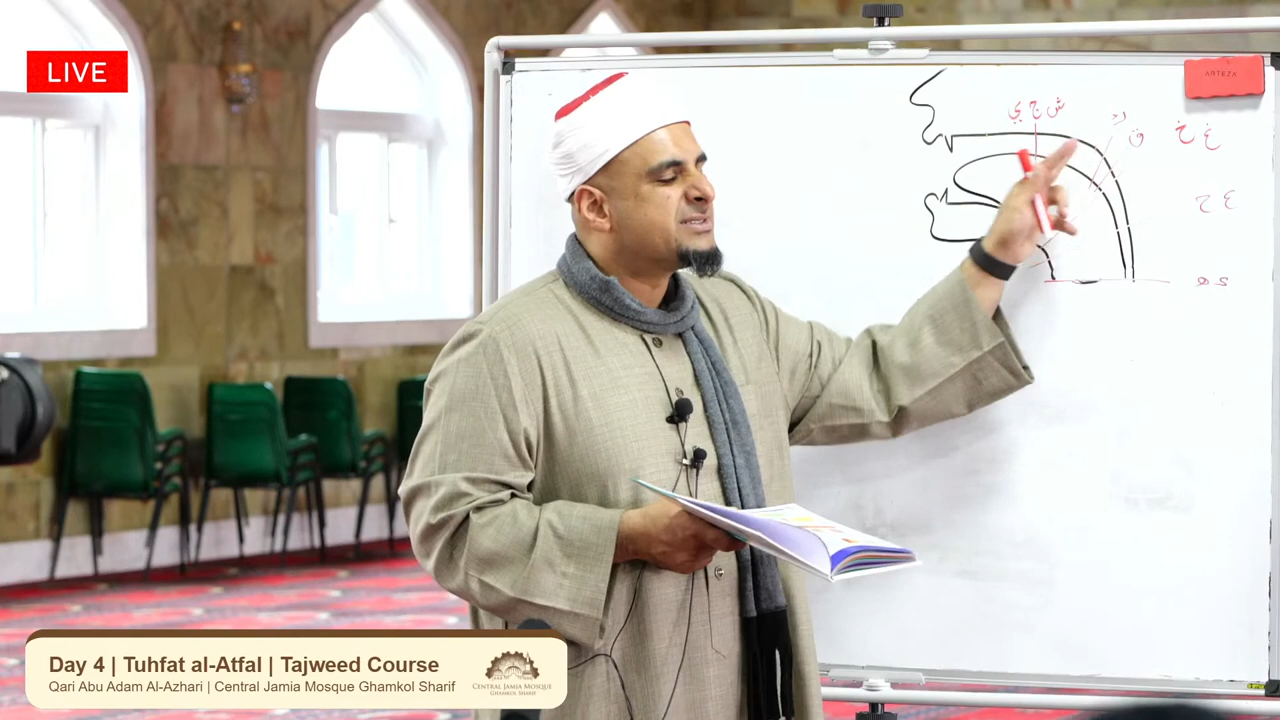 LIVE
ARTEZA
ش ج ي
ك
ق
غ خ
ع ح
ء ه
Day 4 | Tuhfat al-Atfal | Tajweed Course
Qari Abu Adam Al-Azhari | Central Jamia Mosque Ghamkol Sharif
CENTRAL JAMIA MOSQUE
GHAMKOL SHARIF